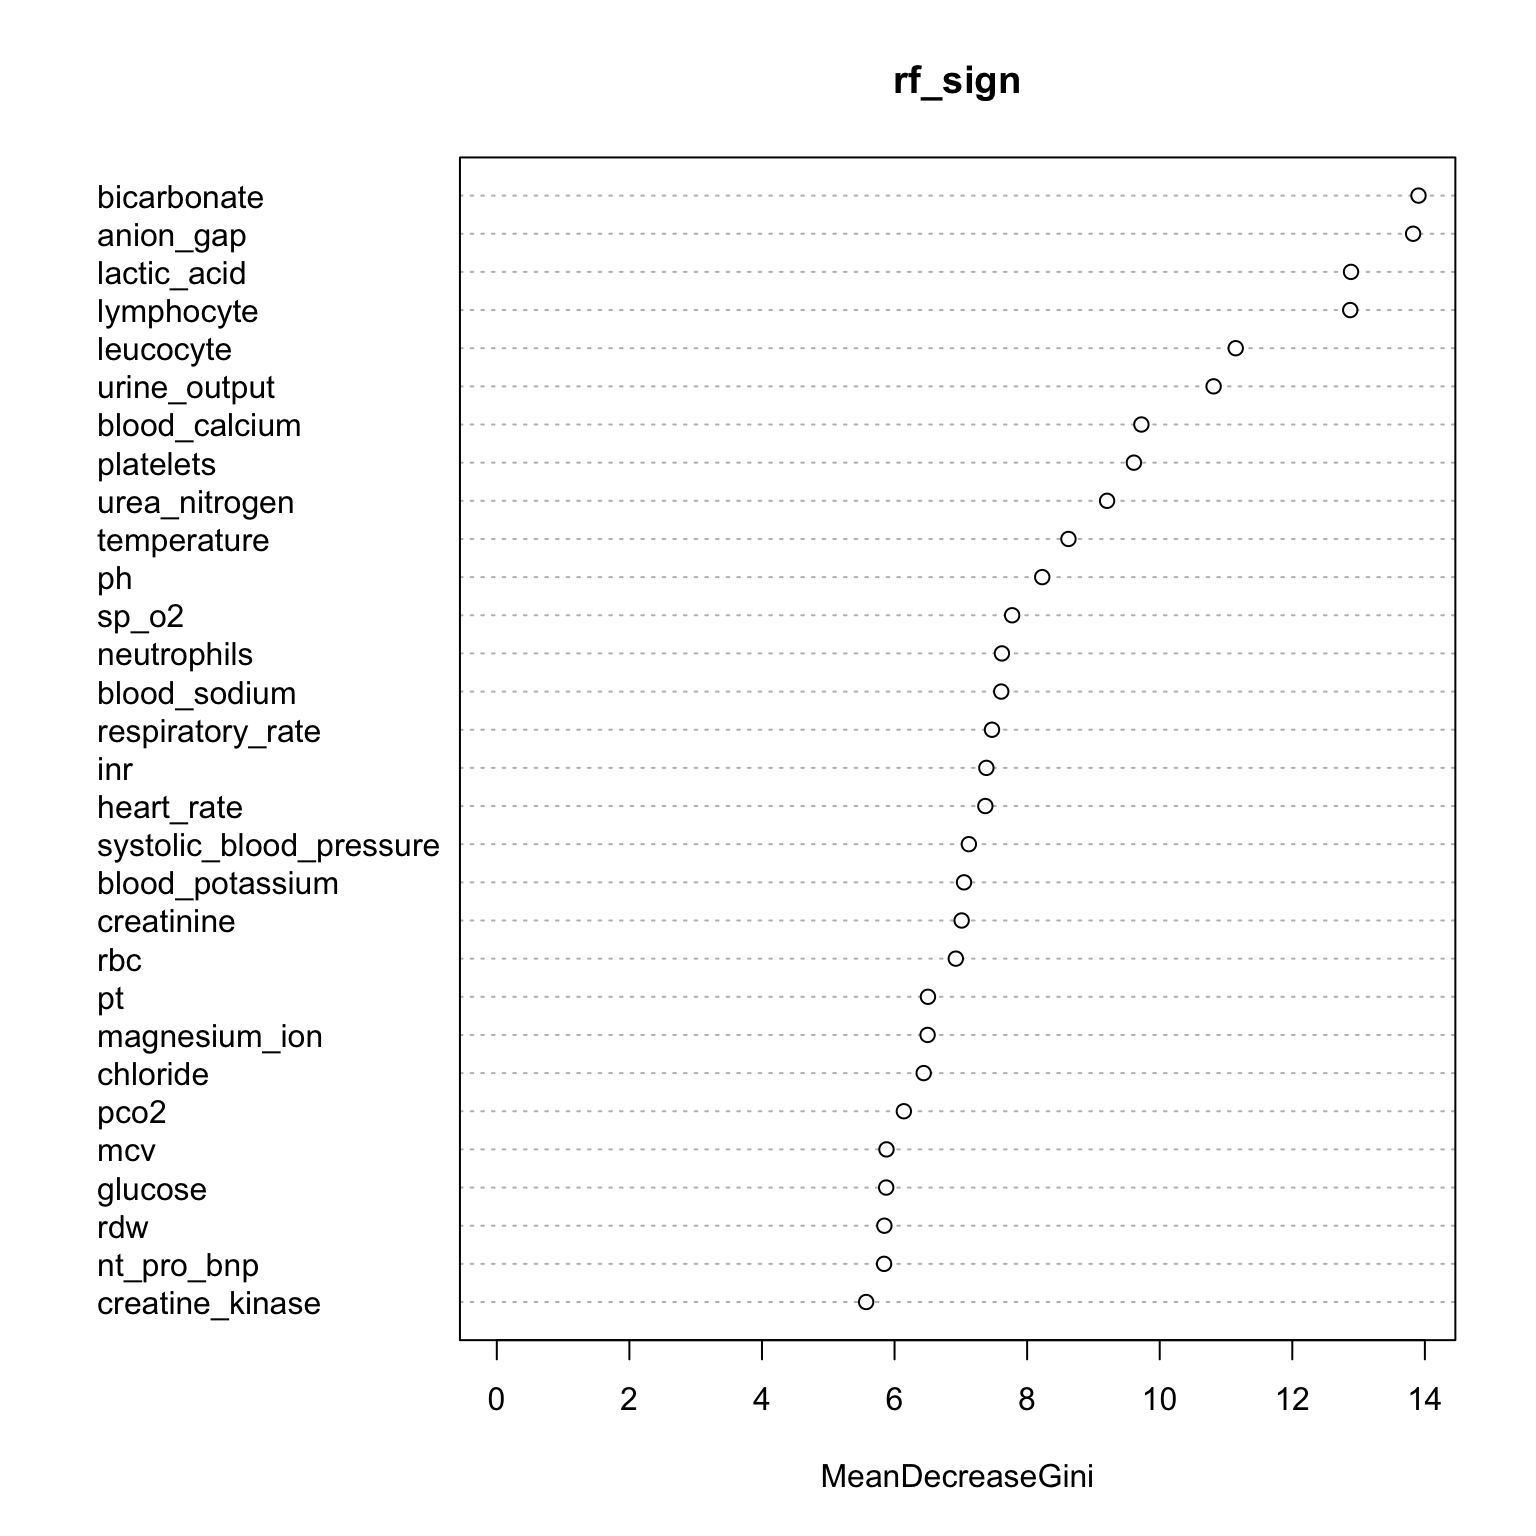 rf_sign
bicarbonate
anion_gap
lactic_acid
lymphocyte
leucocyte
urine_output
blood_calcium
platelets
urea_nitrogen
temperature
ph
sp_o2
neutrophils
blood_sodium
respiratory_rate
inr
heart_rate
systolic_blood_pressure
blood_potassium
creatinine
rbc
pt
magnesium_ion
chloride
pco2
mcv
glucose
rdw
nt_pro_bnp
creatine_kinase
0 2 4 6 8 10 12 14
MeanDecreaseGini